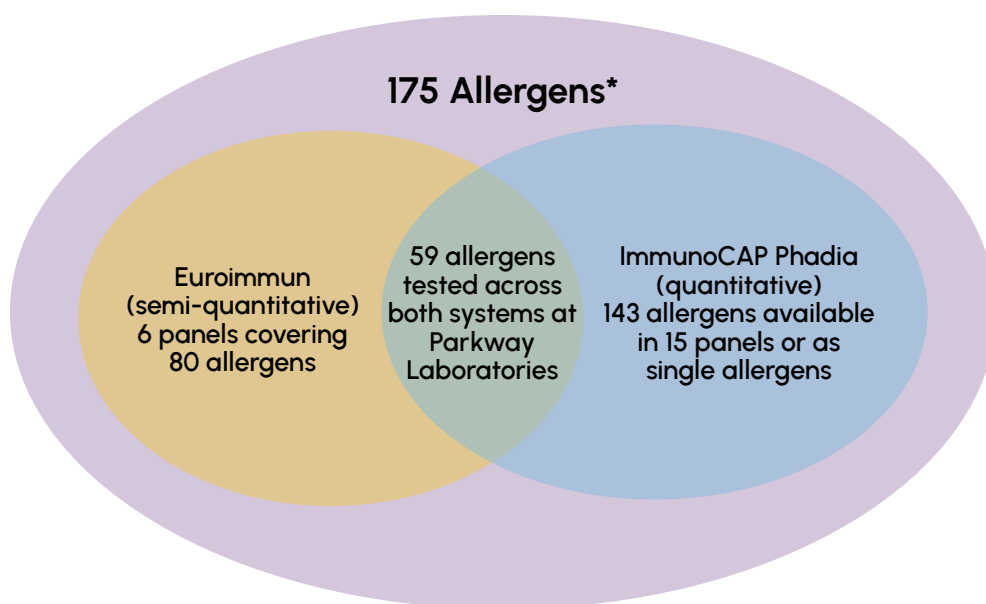 175 Allergens*
Euroimmun
(semi-quantitative)
6 panels covering
80 allergens
59 allergens
tested across
both systems at
Parkway
Laboratories
ImmunoCAP Phadia
(quantitative)
143 allergens available
in 15 panels or as
single allergens